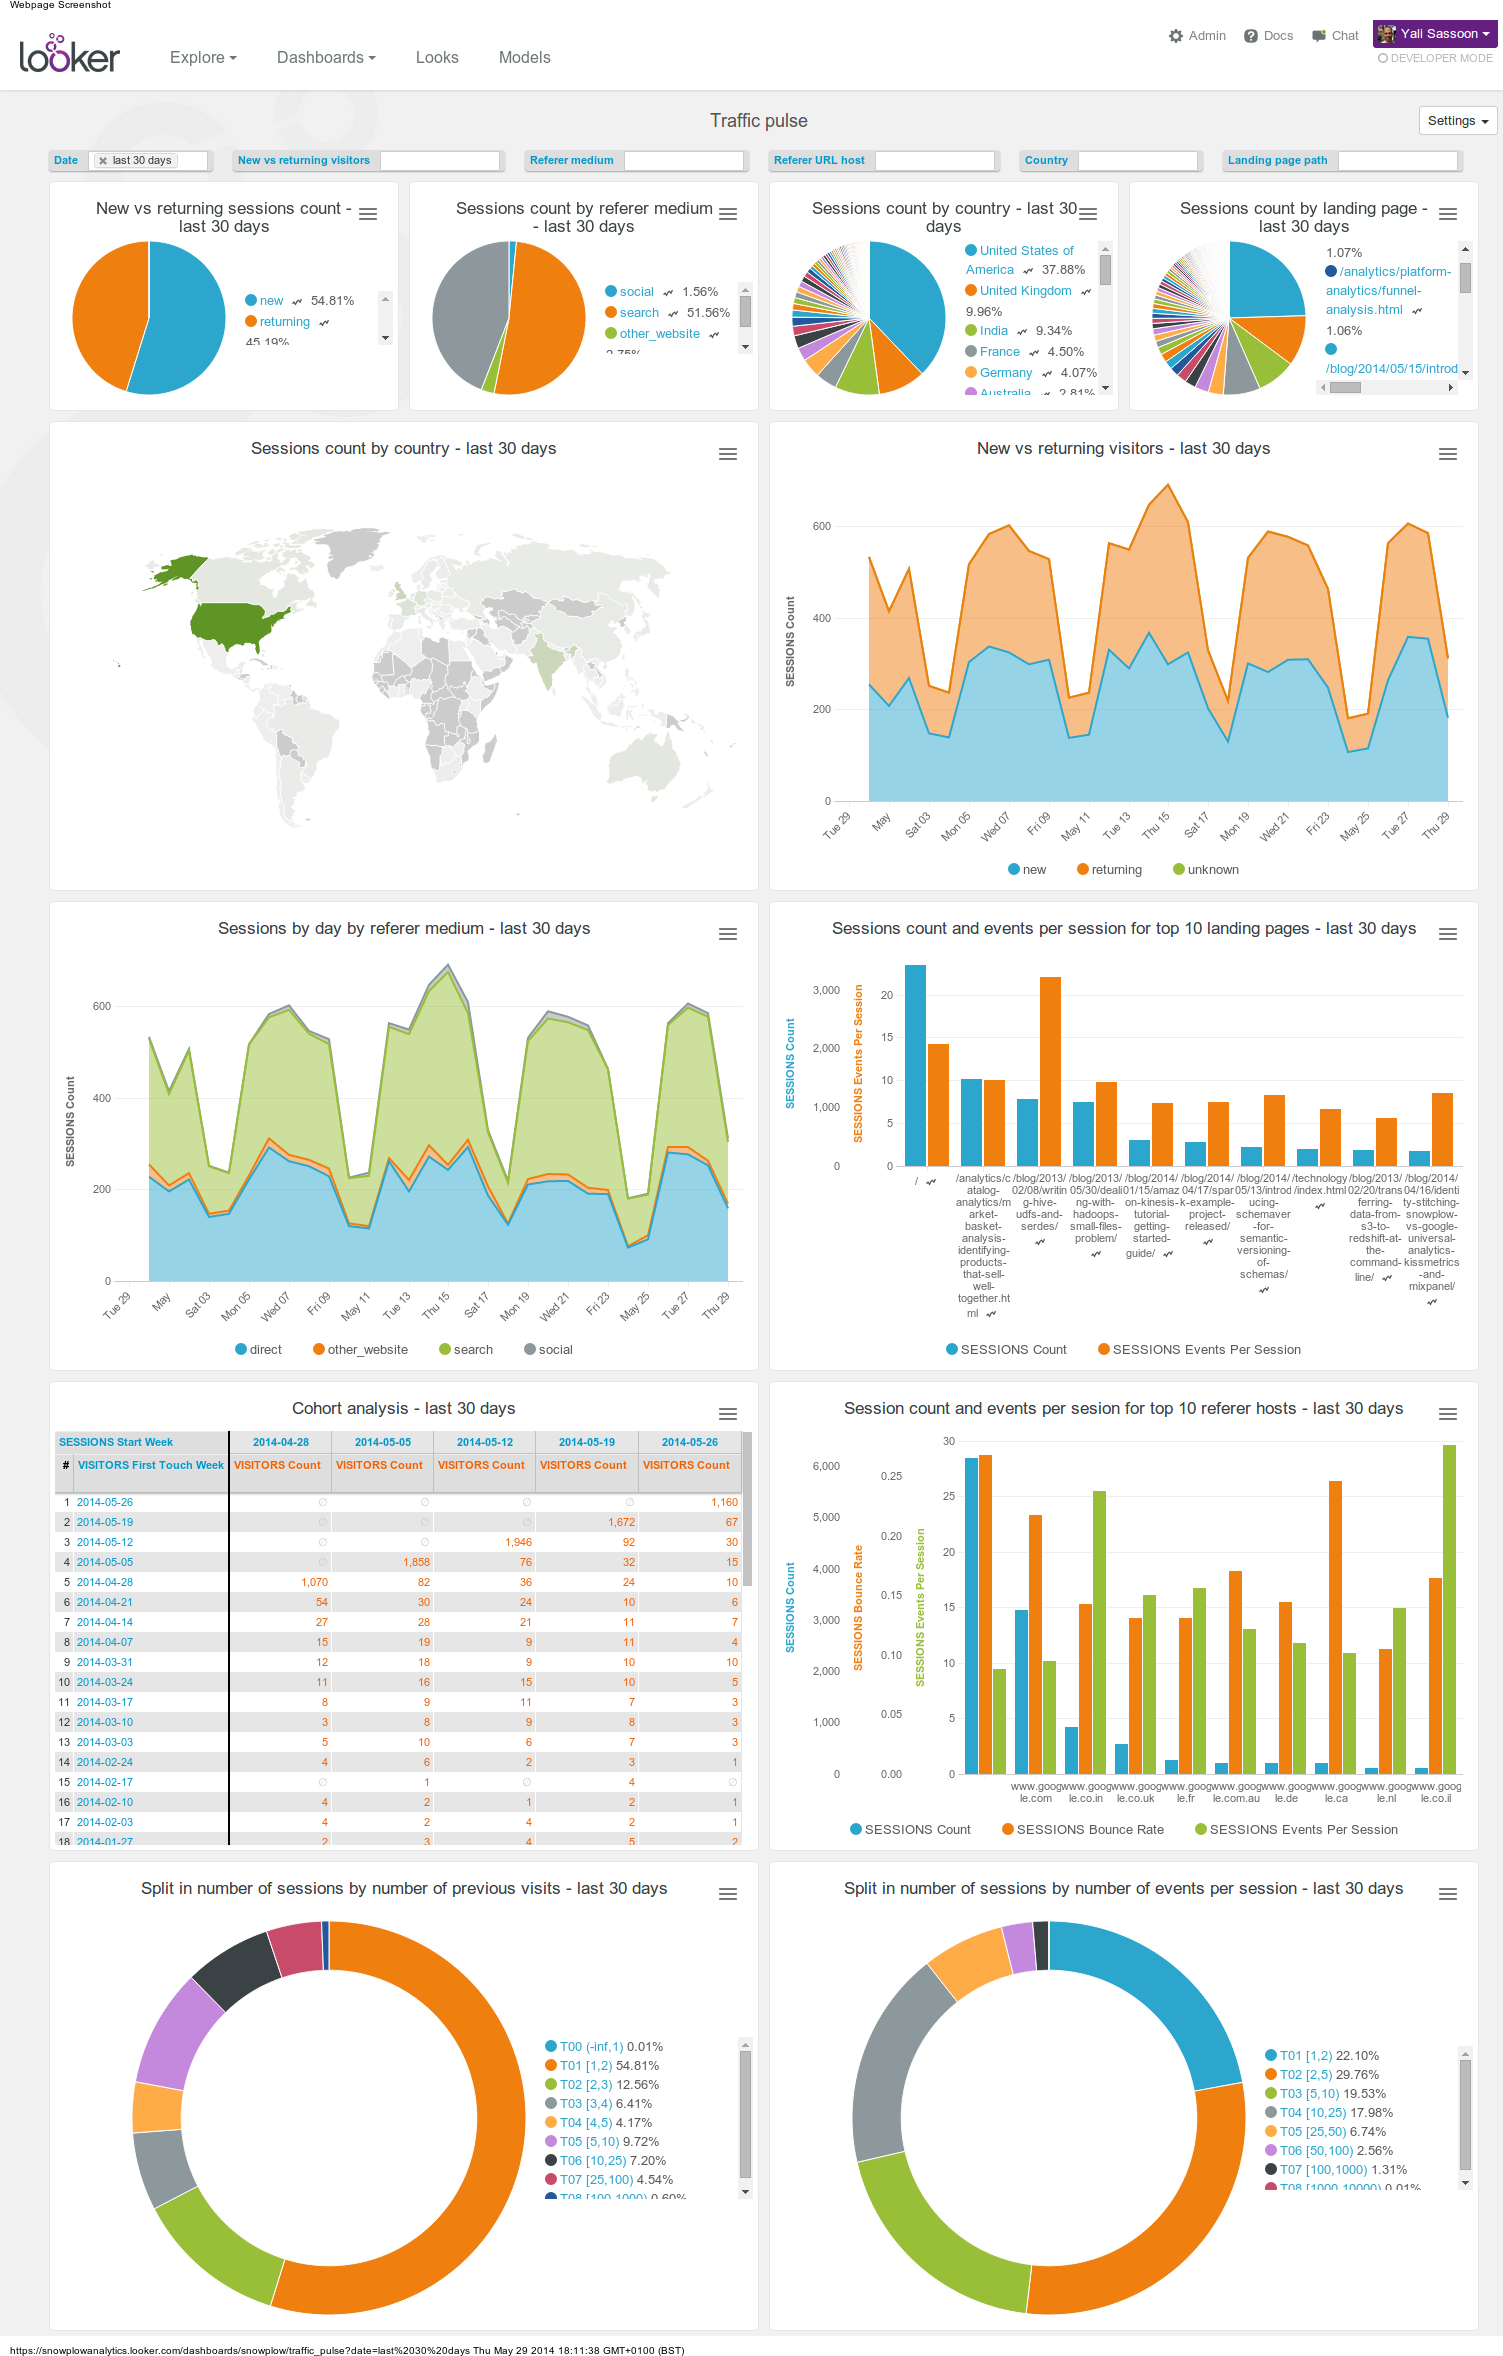 Webpage Screenshot
looker
Explore
Dashboards
Looks
Models
Admin
Docs
Chat
Yali Sassoon
DEVELOPER MODE
Traffic pulse
Settings
Date
last 30 days
New vs returning visitors
Referer medium
Referer URL host
Country
Landing page path
New vs returning sessions count -
last 30 days
new 54.81%
returning
45.19%
Sessions count by referer medium
- last 30 days
social 1.56%
search 51.56%
other_website
2.75%
Sessions count by country - last 30
days
United States of
America 37.88%
United Kingdom
9.96%
India 9.34%
France 4.50%
Germany 4.07%
Australia 2.81%
Sessions count by landing page -
last 30 days
1.07%
/analytics/platform-
analytics/funnel-
analysis.html
1.06%
/blog/2014/05/15/introd
Sessions count by country - last 30 days
New vs returning visitors - last 30 days
SESSIONS Count
600
400
200
0
Tue 29
May
Sat 03
Mon 05
Wed 07
Fri 09
May 11
Tue 13
Thu 15
Sat 17
Mon 19
Wed 21
Fri 23
May 25
Tue 27
Thu 29
new
returning
unknown
Sessions by day by referer medium - last 30 days
SESSIONS Count
600
400
200
0
Tue 29
May
Sat 03
Mon 05
Wed 07
Fri 09
May 11
Tue 13
Thu 15
Sat 17
Mon 19
Wed 21
Fri 23
May 25
Tue 27
Thu 29
direct
other_website
search
social
Sessions count and events per session for top 10 landing pages - last 30 days
SESSIONS Count
3,000
2,000
1,000
0
SESSIONS Events Per Session
20
15
10
5
0
/
/analytics/c
atalog-
analytics/m
arket-
basket-
analysis-
identifying-
products-
that-sell-
well-
together.ht
ml
/blog/2013/
02/08/writin
g-hive-
udfs-and-
serdes/
/blog/2013/
05/30/deali
ng-with-
hadoops-
small-files-
problem/
/blog/2014/
01/15/amaz
on-kinesis-
tutorial-
getting-
started-
guide/
/blog/2014/
04/17/spar
k-example-
project-
released/
/blog/2014/
05/13/introd
ucing-
schemaver
-for-
semantic-
versioning-
of-
schemas/
/technology
/index.html
/blog/2013/
02/20/trans
ferring-
data-from-
s3-to-
redshift-at-
the-
command-
line/
/blog/2014/
04/16/identi
ty-stitching-
snowplow-
vs-google-
universal-
analytics-
kissmetrics
-and-
mixpanel/
SESSIONS Count
SESSIONS Events Per Session
Cohort analysis - last 30 days
SESSIONS Start Week 2014-04-28 2014-05-05 2014-05-12 2014-05-19 2014-05-26
# VISITORS First Touch Week VISITORS Count VISITORS Count VISITORS Count VISITORS Count VISITORS Count
1 2014-05-26 ∅ ∅ ∅ ∅ 1,160
2 2014-05-19 ∅ ∅ ∅ 1,672 67
3 2014-05-12 ∅ ∅ 1,946 92 30
4 2014-05-05 ∅ 1,858 76 32 15
5 2014-04-28 1,070 82 36 24 10
6 2014-04-21 54 30 24 10 6
7 2014-04-14 27 28 21 11 7
8 2014-04-07 15 19 9 11 4
9 2014-03-31 12 18 9 10 10
10 2014-03-24 11 16 15 10 5
11 2014-03-17 8 9 11 7 3
12 2014-03-10 3 8 9 8 3
13 2014-03-03 5 10 6 7 3
14 2014-02-24 4 6 2 3 1
15 2014-02-17 ∅ 1 ∅ 4 ∅
16 2014-02-10 4 2 1 2 1
17 2014-02-03 4 2 4 2 1
18 2014-01-27 2 3 4 5 2
Session count and events per sesion for top 10 referer hosts - last 30 days
SESSIONS Count
6,000
5,000
4,000
3,000
2,000
1,000
0
SESSIONS Bounce Rate
0.25
0.20
0.15
0.10
0.05
0.00
SESSIONS Events Per Session
30
25
20
15
10
5
0
www.goog
le.com
www.goog
le.co.in
www.goog
le.co.uk
www.goog
le.fr
www.goog
le.com.au
www.goog
le.de
www.goog
le.ca
www.goog
le.nl
www.goog
le.co.il
SESSIONS Count
SESSIONS Bounce Rate
SESSIONS Events Per Session
Split in number of sessions by number of previous visits - last 30 days
T00 (-inf,1) 0.01%
T01 [1,2) 54.81%
T02 [2,3) 12.56%
T03 [3,4) 6.41%
T04 [4,5) 4.17%
T05 [5,10) 9.72%
T06 [10,25) 7.20%
T07 [25,100) 4.54%
T08 [100,1000) 0.60%
Split in number of sessions by number of events per session - last 30 days
T01 [1,2) 22.10%
T02 [2,5) 29.76%
T03 [5,10) 19.53%
T04 [10,25) 17.98%
T05 [25,50) 6.74%
T06 [50,100) 2.56%
T07 [100,1000) 1.31%
T08 [1000,10000) 0.01%
https://snowplowanalytics.looker.com/dashboards/snowplow/traffic_pulse?date=last%2030%20days Thu May 29 2014 18:11:38 GMT+0100 (BST)